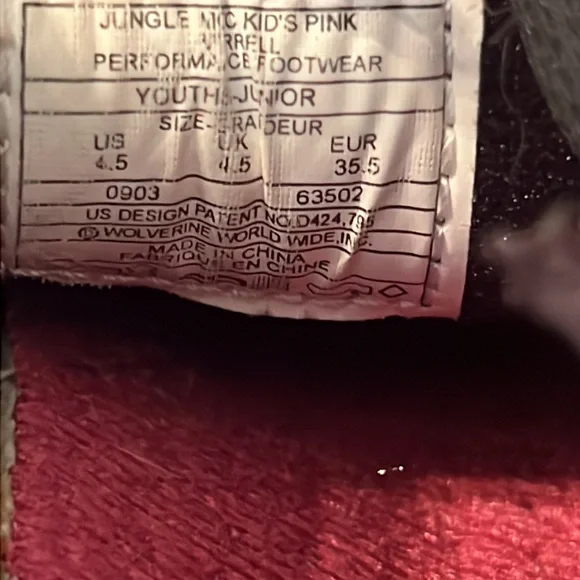 JUNGLE MOC KID'S PINK
MERRELL
PERFORMANCE FOOTWEAR
YOUTH-JUNIOR
SIZE-GRADEUR
US UK EUR
4.5 4.5 35.5
0903 63502
US DESIGN PATENT NO.D424,795
© WOLVERINE WORLD WIDE,INC.
MADE IN CHINA
FABRIQUE EN CHINE